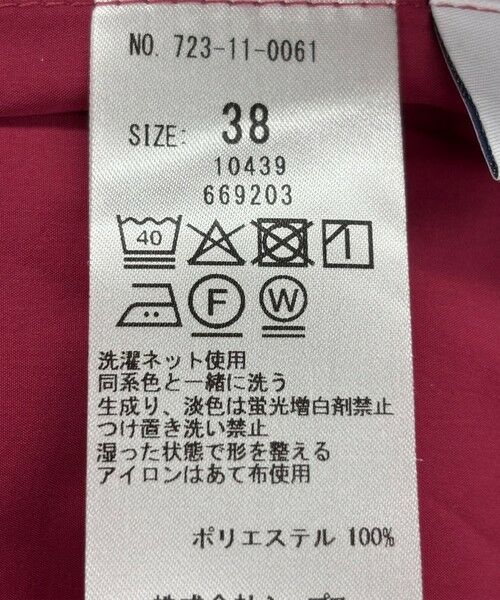 NO. 723-11-0061
SIZE: 38
10439
669203
40
F W
洗濯ネット使用
同系色と一緒に洗う
生成り、淡色は蛍光増白剤禁止
つけ置き洗い禁止
湿った状態で形を整える
アイロンはあて布使用
ポリエステル 100%